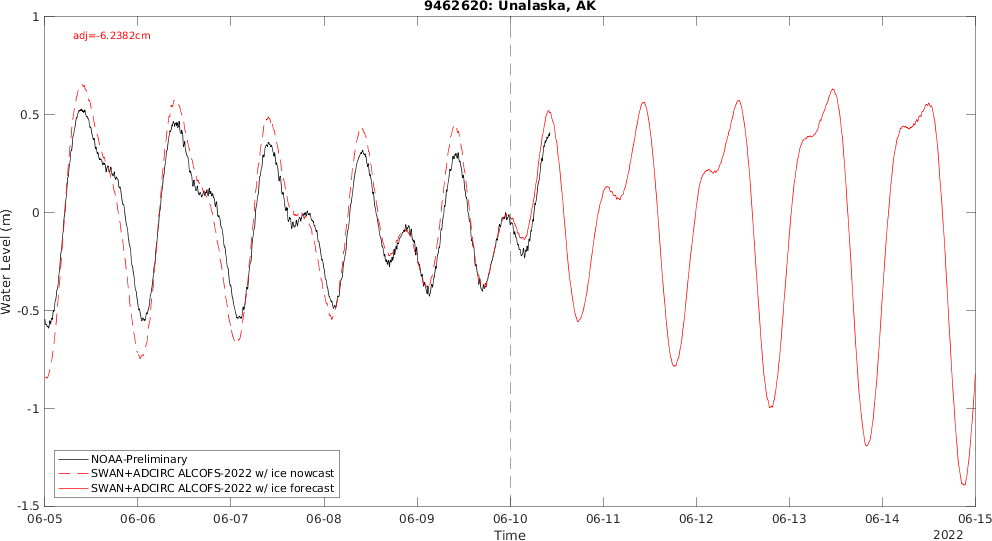 9462620: Unalaska, AK
adj=-6.2382cm
1
0.5
0
-0.5
-1
-1.5
Water Level (m)
NOAA-Preliminary
SWAN+ADCIRC ALCOFS-2022 w/ ice nowcast
SWAN+ADCIRC ALCOFS-2022 w/ ice forecast
06-05 06-06 06-07 06-08 06-09 06-10 06-11 06-12 06-13 06-14 06-15
Time
2022